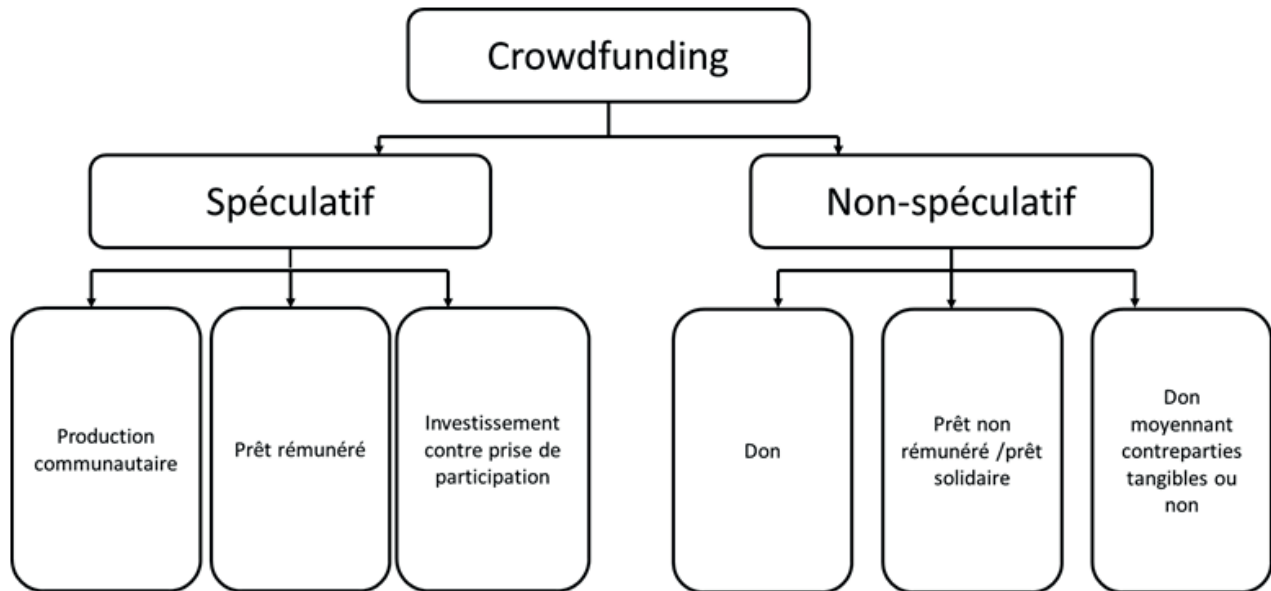 Crowdfunding
Spéculatif
Non-spéculatif
Production
communautaire
Prêt rémunéré
Investissement
contre prise de
participation
Don
Prêt non
rémunéré /prêt
solidaire
Don
moyennant
contreparties
tangibles ou
non